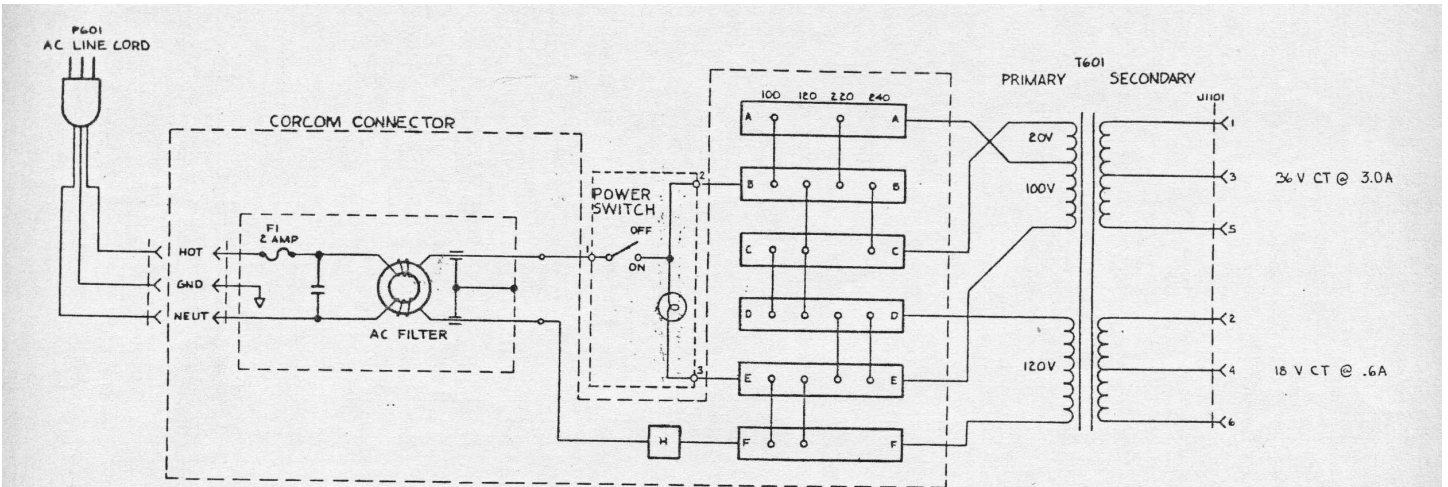 P601
AC LINE CORD
CORCOM CONNECTOR
HOT
GND
NEUT
F1
2 AMP
AC FILTER
POWER
SWITCH
OFF
ON
1
2
3
H
100 120 220 240
A A
B B
C C
D D
E E
F F
T601
PRIMARY SECONDARY
20V
100V
120V
J1101
1
3
5
36 V CT @ 3.0A
2
4
6
18 V CT @ .6A